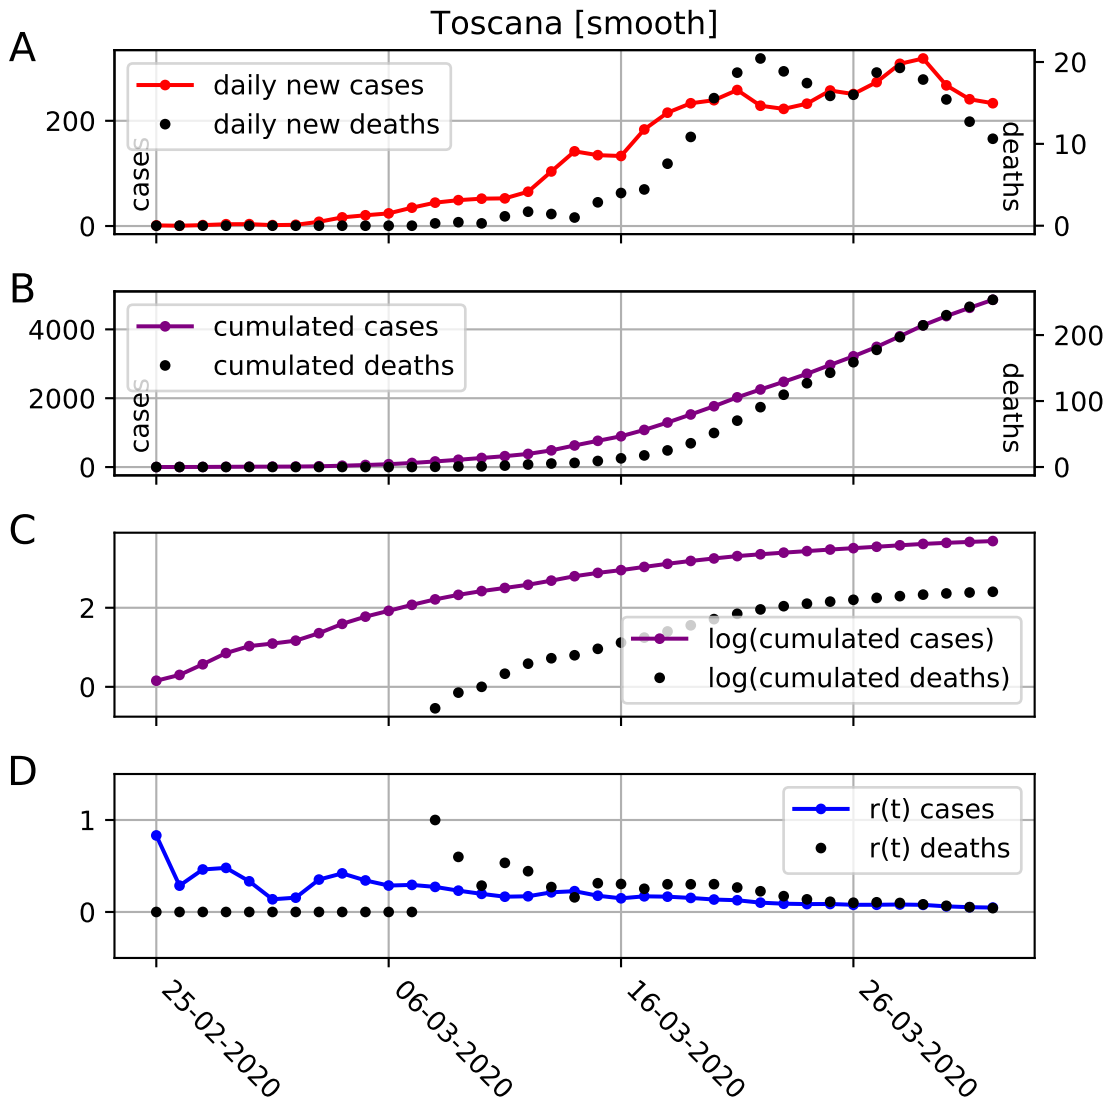 Toscana [smooth]
A
daily new cases
daily new deaths
cases
deaths
200
0
20
10
0
B
cumulated cases
cumulated deaths
cases
deaths
4000
2000
0
200
100
0
C
2
0
log(cumulated cases)
log(cumulated deaths)
D
1
0
r(t) cases
r(t) deaths
25-02-2020
06-03-2020
16-03-2020
26-03-2020